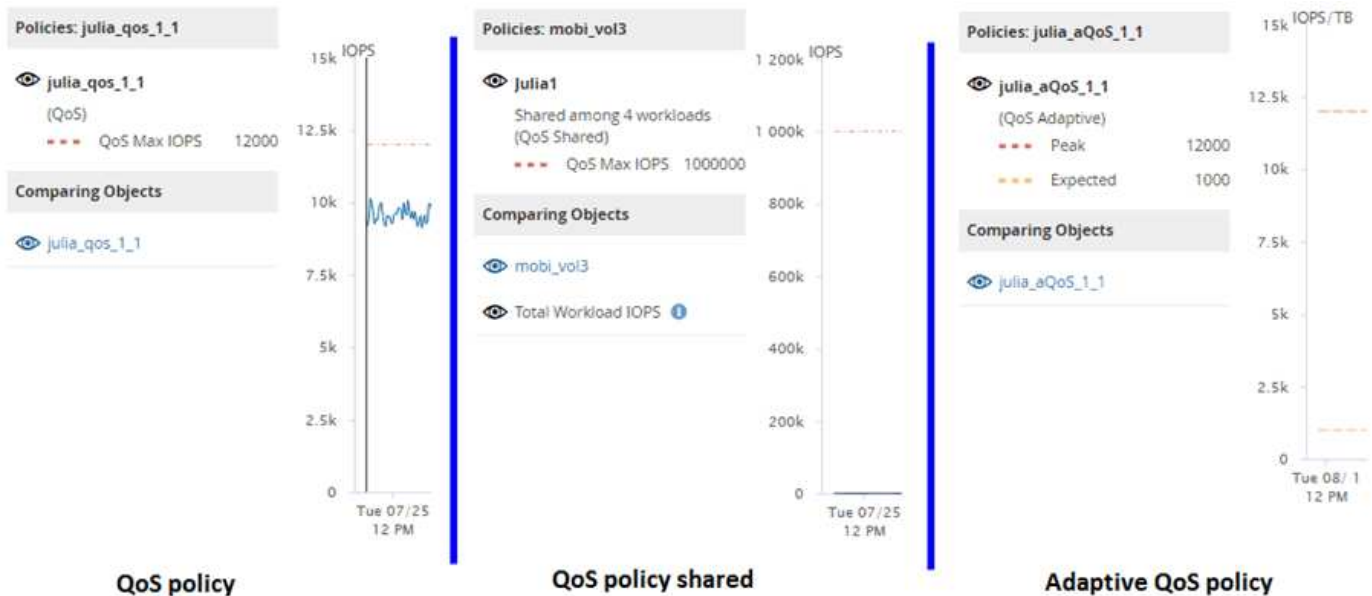 Policies: julia_qos_1_1
julia_qos_1_1
(QoS)
QoS Max IOPS 12000
Comparing Objects
julia_qos_1_1
IOPS
15k
12.5k
10k
7.5k
5k
2.5k
0
Tue 07/25
12 PM
QoS policy
Policies: mobi_vol3
Julia1
Shared among 4 workloads
(QoS Shared)
QoS Max IOPS 1000000
Comparing Objects
mobi_vol3
Total Workload IOPS
IOPS
1 200k
1 000k
800k
600k
400k
200k
0
Tue 07/25
12 PM
QoS policy shared
Policies: julia_aQoS_1_1
julia_aQoS_1_1
(QoS Adaptive)
Peak 12000
Expected 1000
Comparing Objects
julia_aQoS_1_1
IOPS/TB
15k
12.5k
10k
7.5k
5k
2.5k
0
Tue 08/ 1
12 PM
Adaptive QoS policy